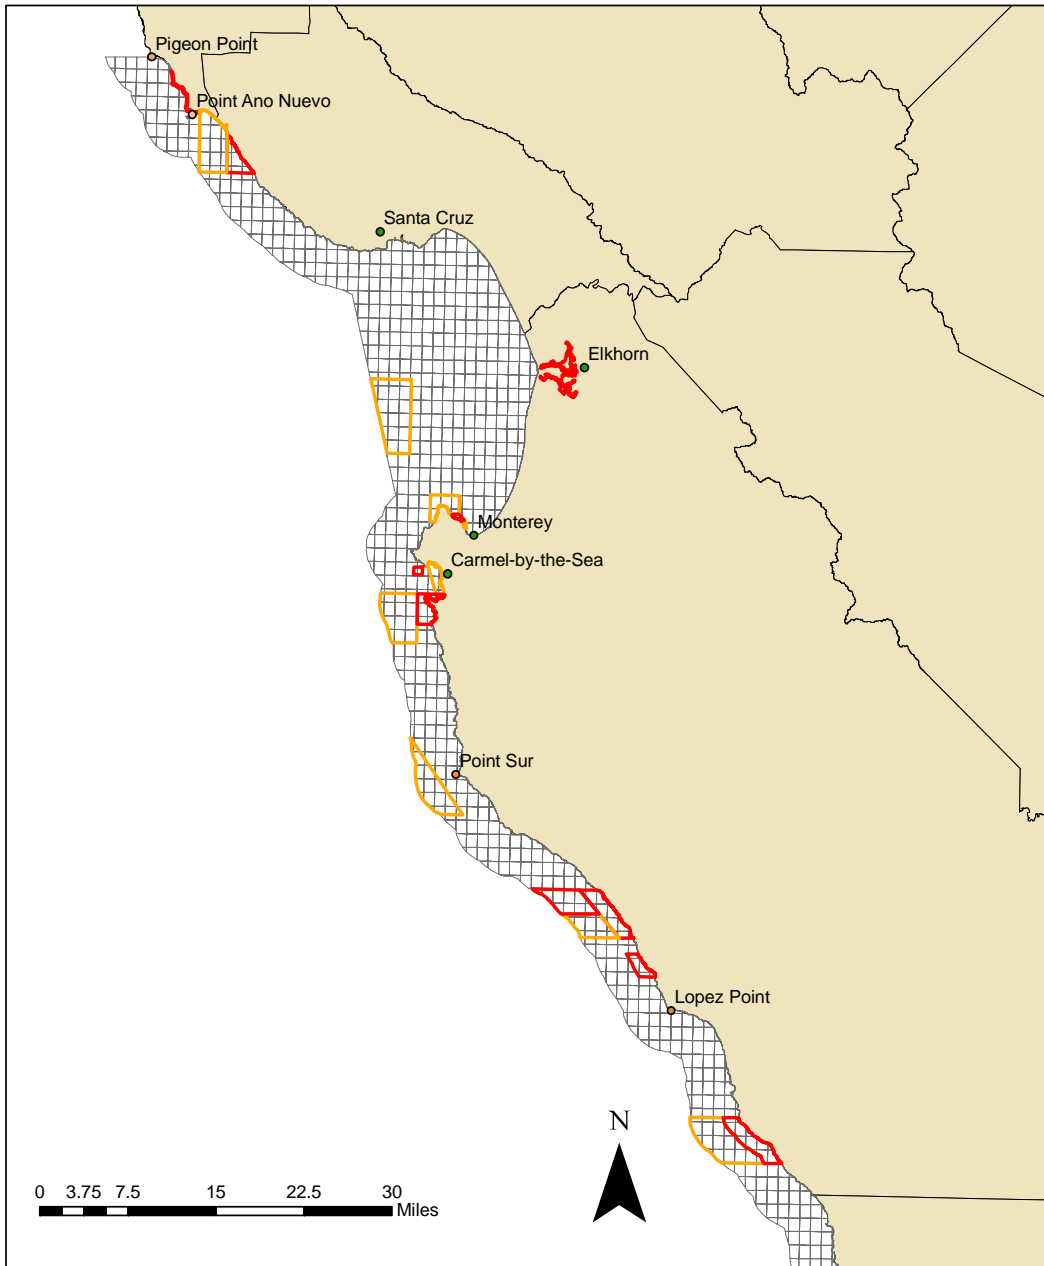 Pigeon Point
Point Ano Nuevo
Santa Cruz
Elkhorn
Monterey
Carmel-by-the-Sea
Point Sur
Lopez Point
N
0 3.75 7.5 15 22.5 30
Miles